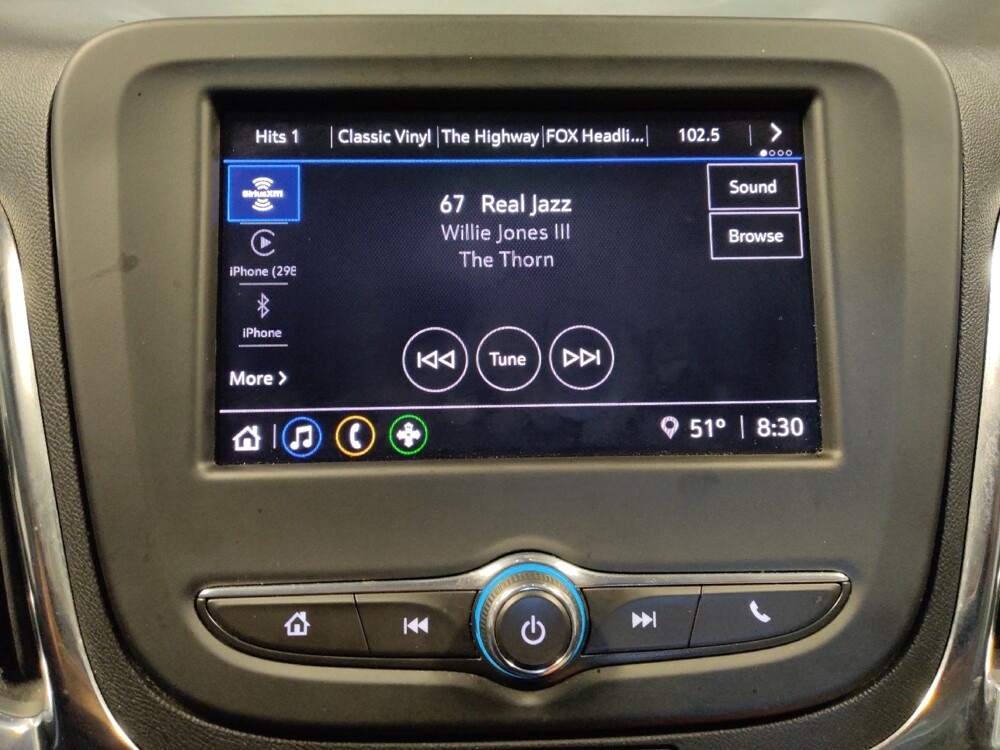 Hits 1 Classic Vinyl The Highway FOX Headli... 102.5
SiriusXM
67 Real Jazz
Sound
Willie Jones III
Browse
The Thorn
iPhone (298
iPhone
Tune
More
51° 8:30